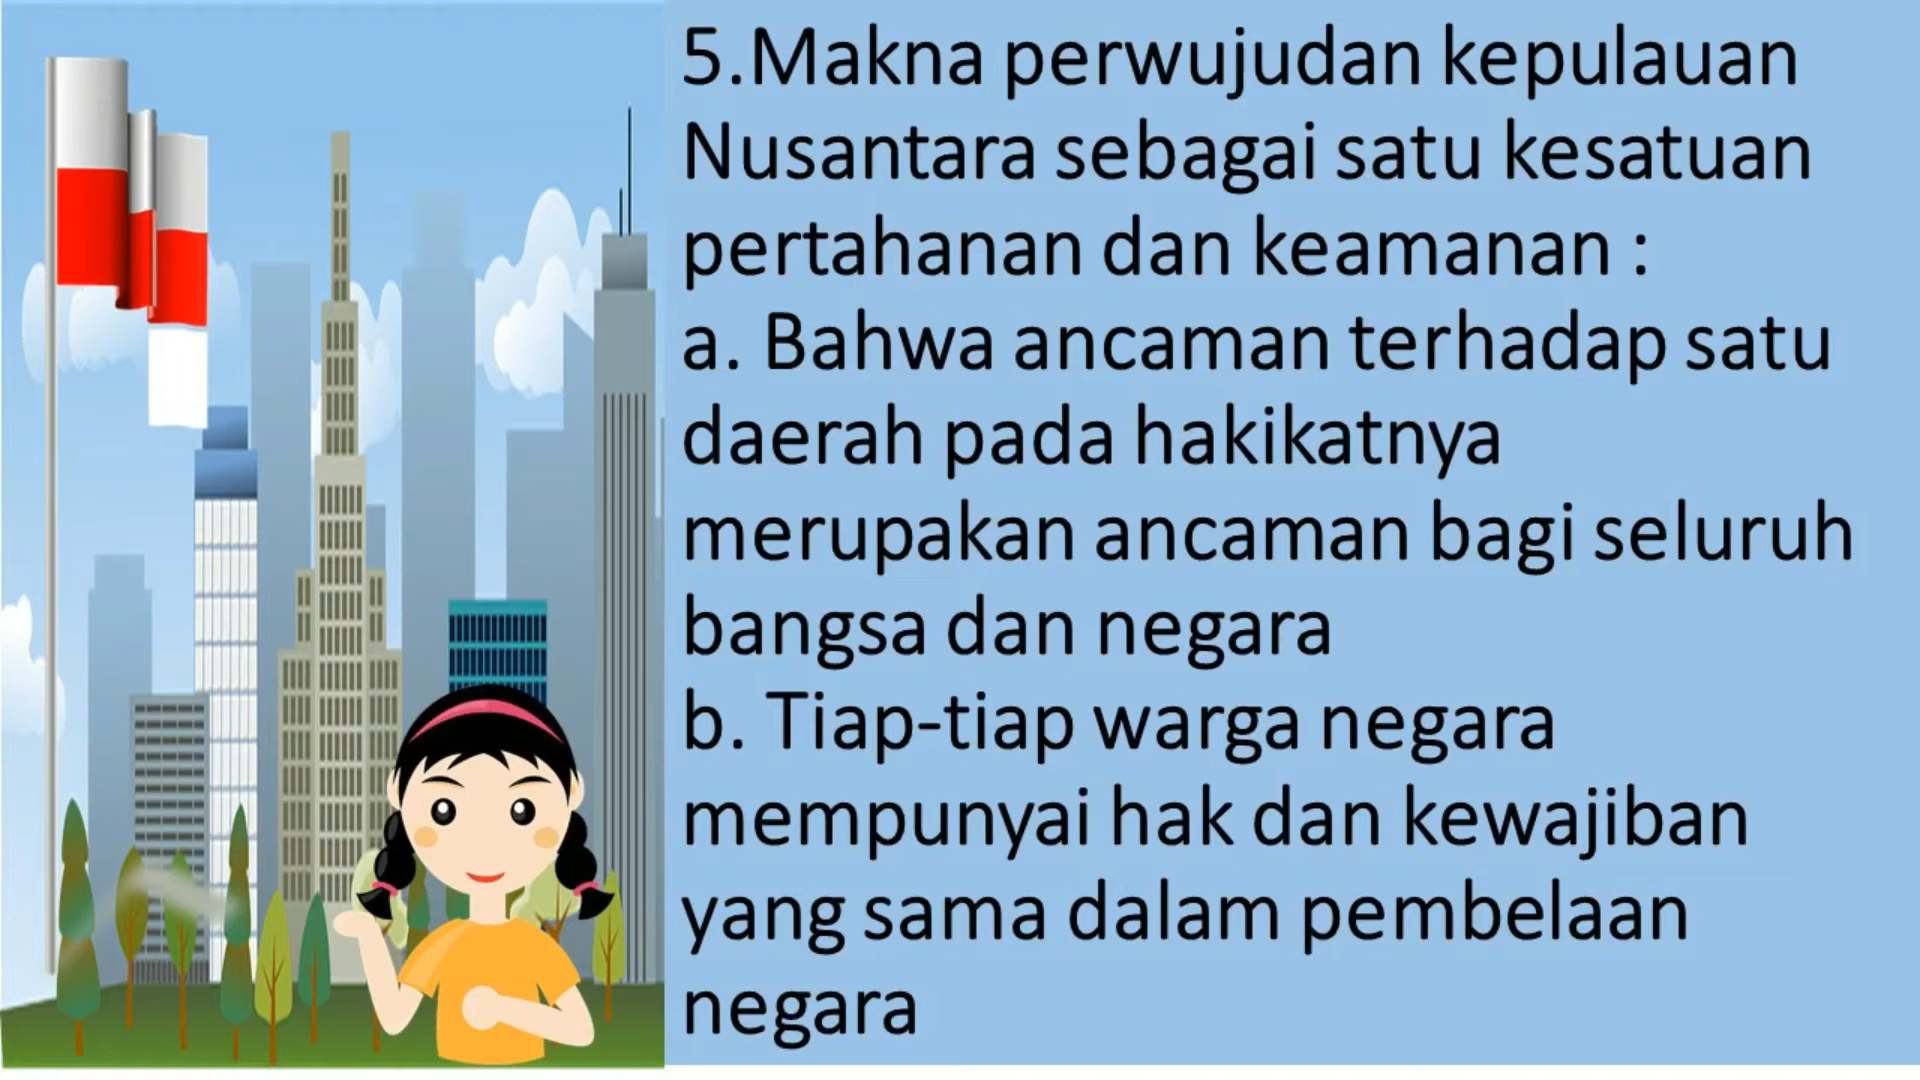 5.Makna perwujudan kepulauan
Nusantara sebagai satu kesatuan
pertahanan dan keamanan :
a. Bahwa ancaman terhadap satu
daerah pada hakikatnya
merupakan ancaman bagi seluruh
bangsa dan negara
b. Tiap-tiap warga negara
mempunyai hak dan kewajiban
yang sama dalam pembelaan
negara